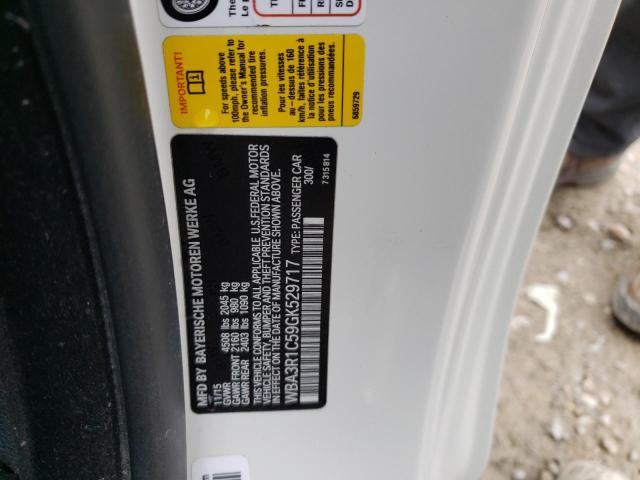 IMPORTANT!
For speeds above
100mph, please refer to
the Owner's Manual for
recommended tire
inflation pressures.
Pour les vitesses
au-dessus de 160
km/h, faites référence à
la notice d'utilisation
pour les pressions des
pneus recommandées.
6859729
MFD BY BAYERISCHE MOTOREN WERKE AG
11/15
GVWR 4508 lbs 2045 kg
GAWR FRONT 2160 lbs 980 kg
GAWR REAR 2403 lbs 1090 kg
THIS VEHICLE CONFORMS TO ALL APPLICABLE U.S. FEDERAL MOTOR
VEHICLE SAFETY, BUMPER AND THEFT PREVENTION STANDARDS
IN EFFECT ON THE DATE OF MANUFACTURE SHOWN ABOVE.
WBA3R1C59GK529717 TYPE: PASSENGER CAR
300/
7315814